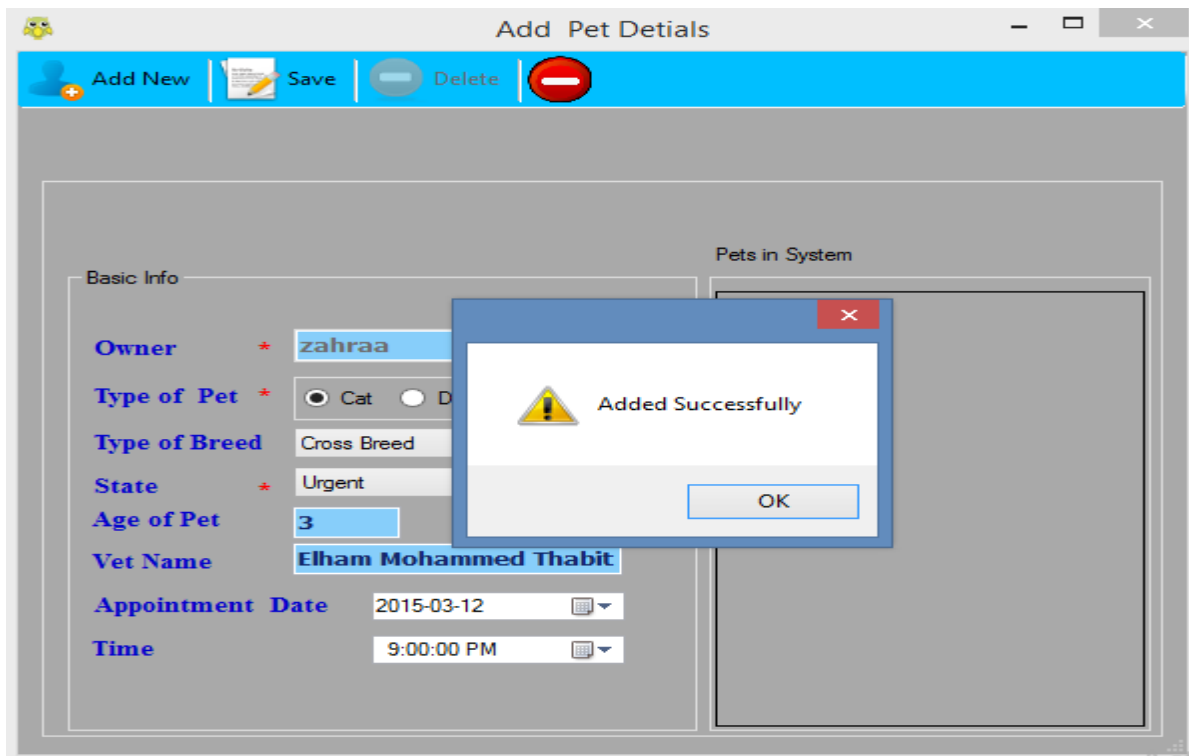 Add Pet Detials
Add New Save Delete
Pets in System
Basic Info
Owner * zahraa
Type of Pet * Cat D
Type of Breed Cross Breed
State * Urgent
Age of Pet 3
Vet Name Elham Mohammed Thabit
Appointment Date 2015-03-12
Time 9:00:00 PM
Added Successfully
OK